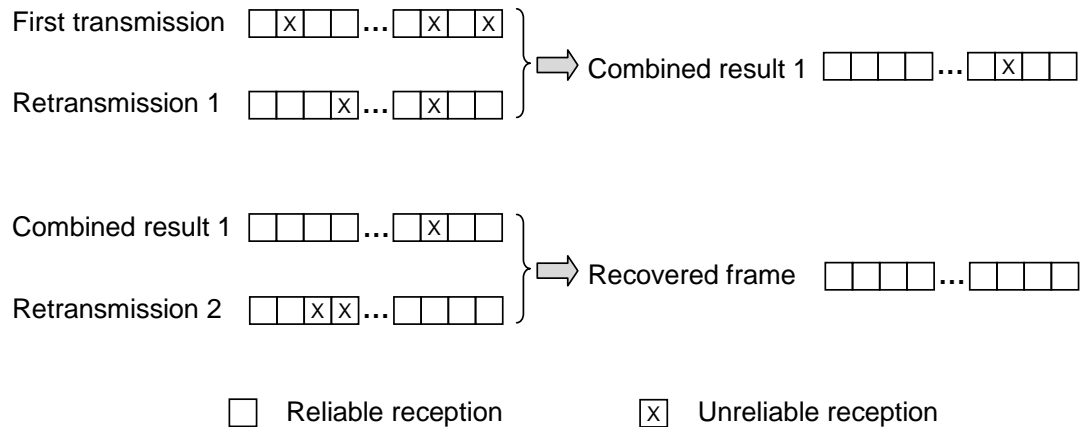 First transmission X ... X X
Combined result 1 ... X
Retransmission 1 X ... X
Combined result 1 ... X
Recovered frame ...
Retransmission 2 X X ...
Reliable reception X Unreliable reception